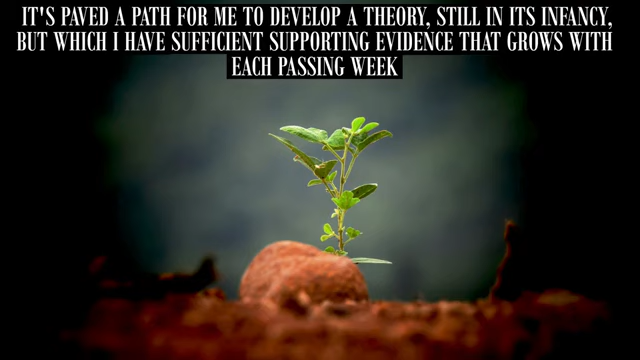 IT'S PAVED A PATH FOR ME TO DEVELOP A THEORY, STILL IN ITS INFANCY,
BUT WHICH I HAVE SUFFICIENT SUPPORTING EVIDENCE THAT GROWS WITH
EACH PASSING WEEK